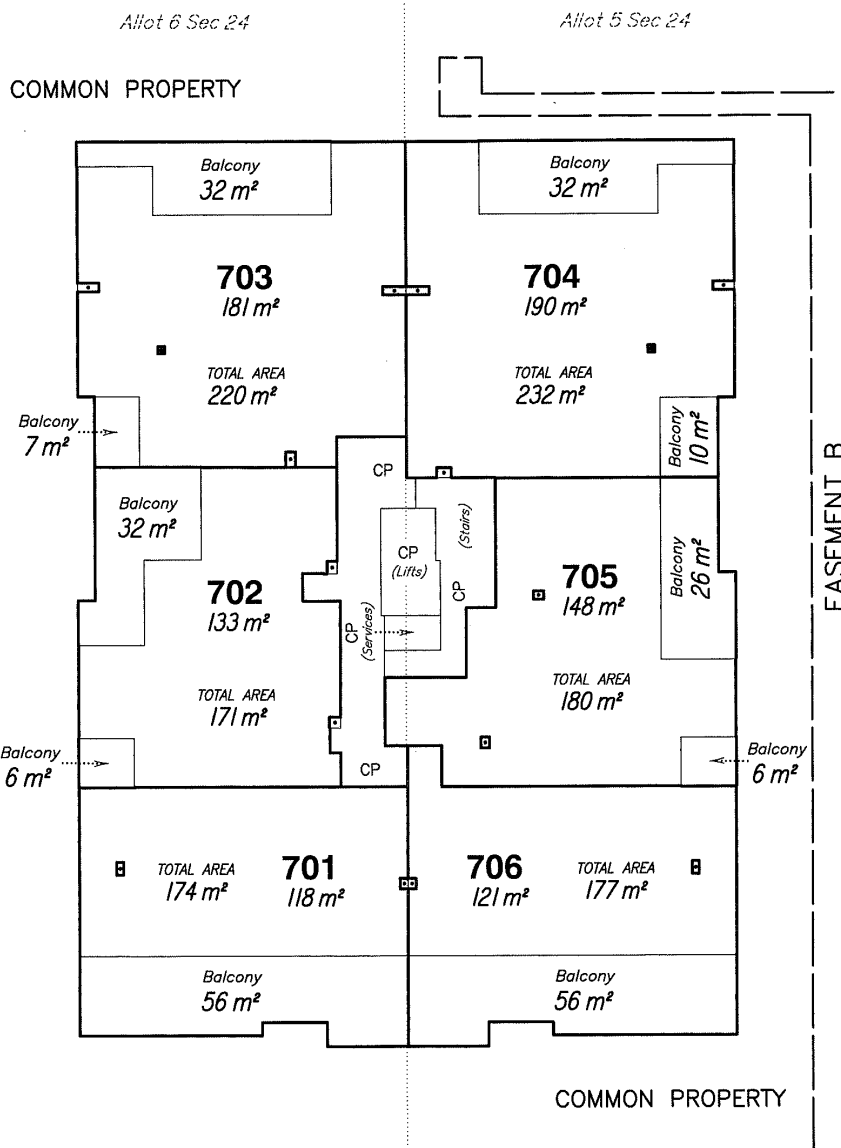 Allot 6 Sec 24
Allot 5 Sec 24
COMMON PROPERTY
Balcony
32 m²
Balcony
32 m²
703
181 m²
TOTAL AREA
220 m²
704
190 m²
TOTAL AREA
232 m²
Balcony
7 m²
Balcony
10 m²
EASEMENT B
CP
Balcony
32 m²
CP
(Lifts)
(Stairs)
CP
CP
(Services)
702
133 m²
TOTAL AREA
171 m²
705
148 m²
TOTAL AREA
180 m²
Balcony
26 m²
Balcony
6 m²
CP
Balcony
6 m²
TOTAL AREA
174 m²
701
118 m²
706
121 m²
TOTAL AREA
177 m²
Balcony
56 m²
Balcony
56 m²
COMMON PROPERTY